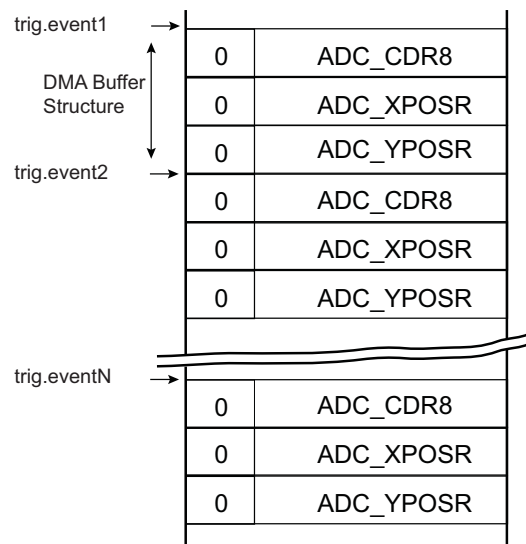 trig.event1
0 ADC_CDR8
DMA Buffer
Structure
0 ADC_XPOSR
0 ADC_YPOSR
trig.event2
0 ADC_CDR8
0 ADC_XPOSR
0 ADC_YPOSR
trig.eventN
0 ADC_CDR8
0 ADC_XPOSR
0 ADC_YPOSR